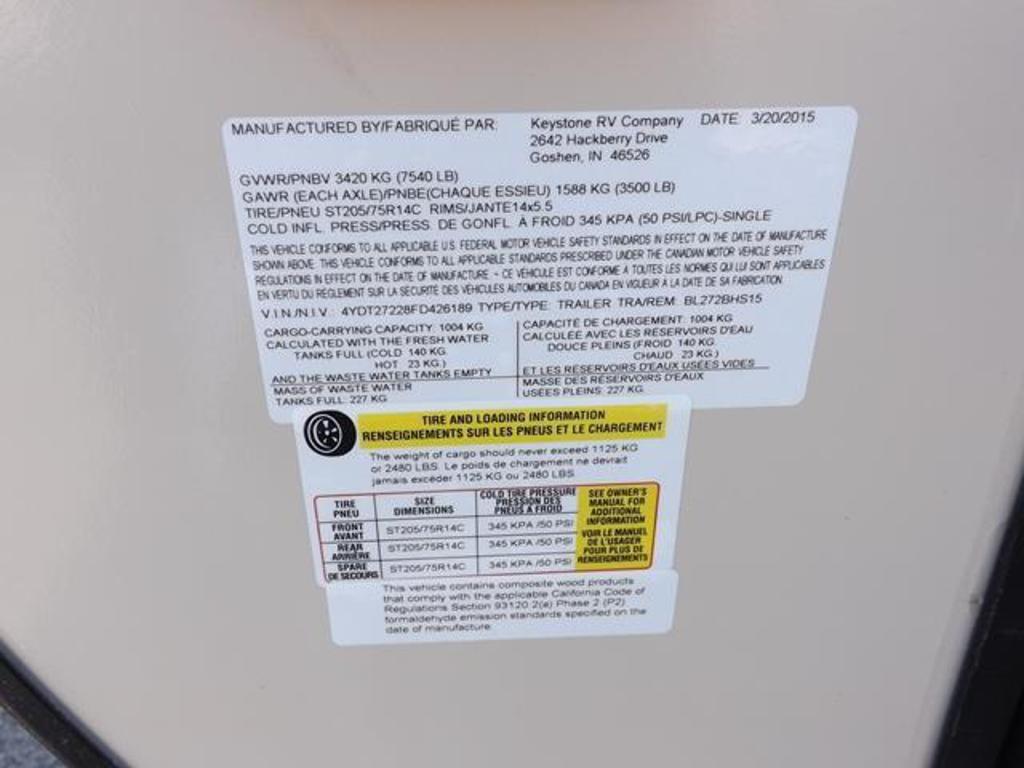 MANUFACTURED BY/FABRIQUÉ PAR: Keystone RV Company DATE: 3/20/2015
2642 Hackberry Drive
Goshen, IN 46526
GVWR/PNBV 3420 KG (7540 LB)
GAWR (EACH AXLE)/PNBE(CHAQUE ESSIEU) 1588 KG (3500 LB)
TIRE/PNEU ST205/75R14C RIMS/JANTE14x5.5
COLD INFL. PRESS/PRESS. DE GONFL. À FROID 345 KPA (50 PSI/LPC)-SINGLE
THIS VEHICLE CONFORMS TO ALL APPLICABLE U.S. FEDERAL MOTOR VEHICLE SAFETY STANDARDS IN EFFECT ON THE DATE OF MANUFACTURE
SHOWN ABOVE. THIS VEHICLE CONFORMS TO ALL APPLICABLE STANDARDS PRESCRIBED UNDER THE CANADIAN MOTOR VEHICLE SAFETY
REGULATIONS IN EFFECT ON THE DATE OF MANUFACTURE - CE VÉHICULE EST CONFORME À TOUTES LES NORMES QUI LUI SONT APPLICABLES
EN VERTU DU RÈGLEMENT SUR LA SÉCURITÉ DES VÉHICULES AUTOMOBILES DU CANADA EN VIGUEUR À LA DATE DE SA FABRICATION
V.I.N./N.I.V.: 4YDT27228FD426189 TYPE/TYPE: TRAILER TRA/REM: BL272BHS15
CARGO-CARRYING CAPACITY: 1004 KG
CALCULATED WITH THE FRESH WATER
TANKS FULL (COLD 140 KG.
HOT 23 KG.)
AND THE WASTE WATER TANKS EMPTY
MASS OF WASTE WATER
TANKS FULL: 227 KG
CAPACITÉ DE CHARGEMENT: 1004 KG
CALCULÉE AVEC LES RÉSERVOIRS D'EAU
DOUCE PLEINS (FROID 140 KG.
CHAUD 23 KG.)
ET LES RÉSERVOIRS D'EAUX USÉES VIDES
MASSE DES RÉSERVOIRS D'EAUX
USÉES PLEINS: 227 KG
TIRE AND LOADING INFORMATION
RENSEIGNEMENTS SUR LES PNEUS ET LE CHARGEMENT
The weight of cargo should never exceed 1125 KG
or 2480 LBS. Le poids de chargement ne devrait
jamais excéder 1125 KG ou 2480 LBS
TIRE SIZE COLD TIRE PRESSURE
PNEU DIMENSIONS PRESSION DES
PNEUS A FROID
FRONT
AVANT ST205/75R14C 345 KPA /50 PSI
REAR
ARRIÈRE ST205/75R14C 345 KPA /50 PSI
SPARE
DE SECOURS ST205/75R14C 345 KPA /50 PSI
SEE OWNER'S
MANUAL FOR
ADDITIONAL
INFORMATION
VOIR LE MANUEL
DE L'USAGER
POUR PLUS DE
RENSEIGNEMENTS
This vehicle contains composite wood products
that comply with the applicable California Code of
Regulations Section 93120.2(a) Phase 2 (P2)
formaldehyde emission standards specified on the
date of manufacture.